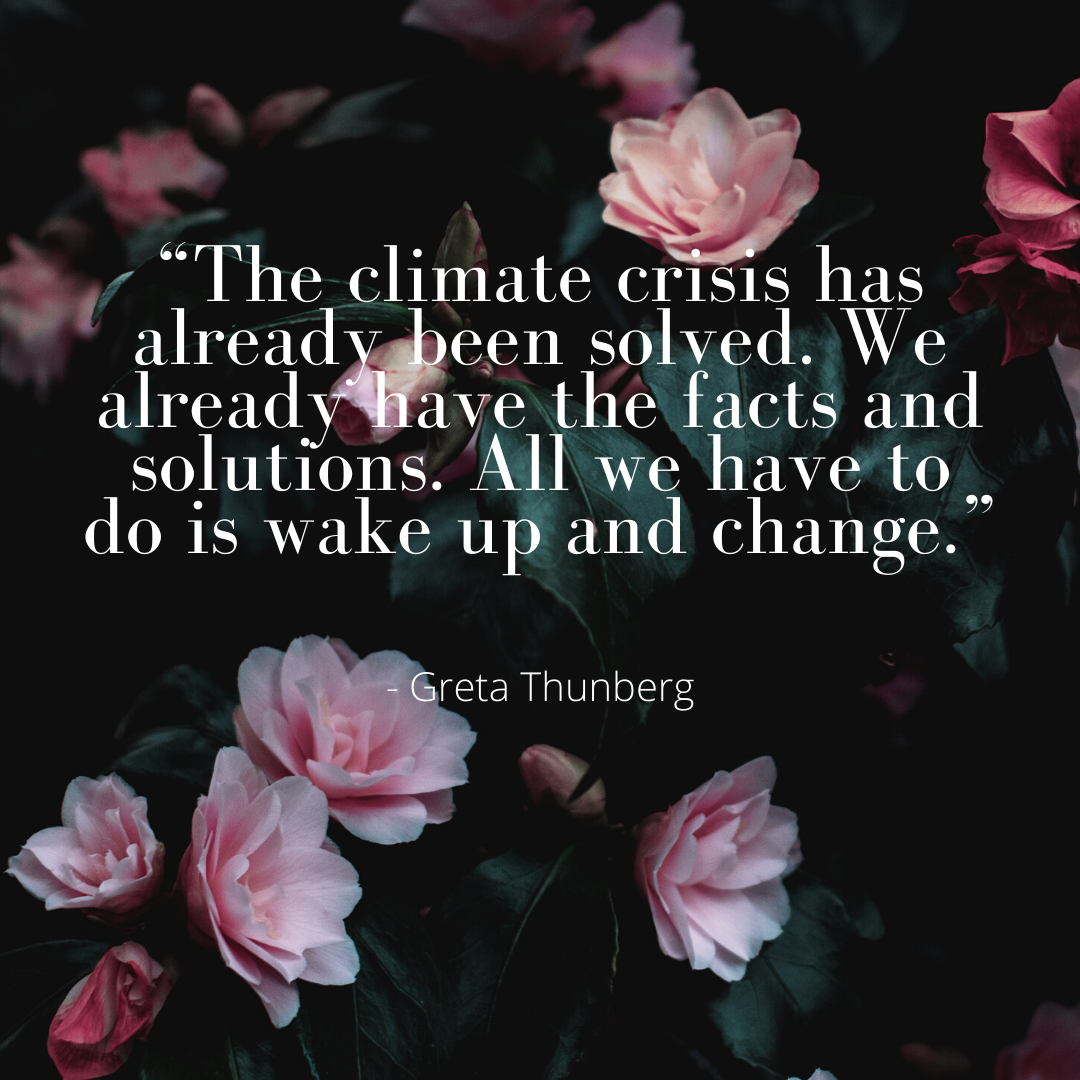 “The climate crisis has
already been solved. We
already have the facts and
solutions. All we have to
do is wake up and change.”
- Greta Thunberg